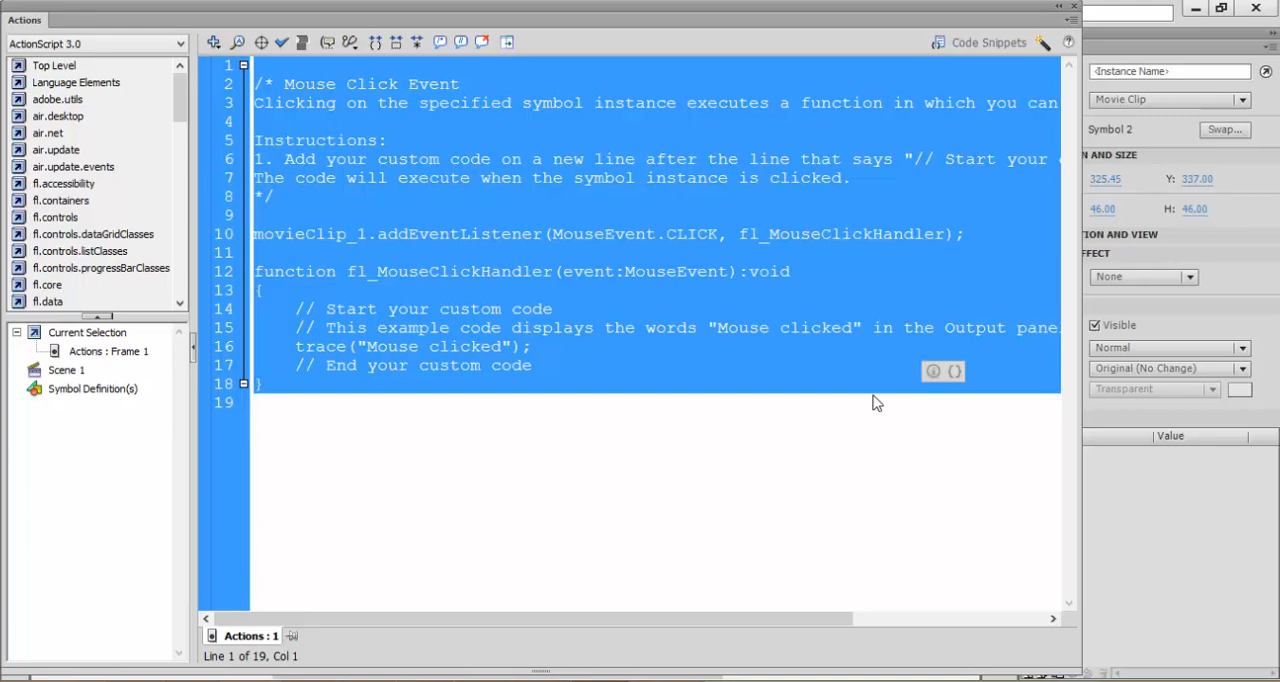 Actions
ActionScript 3.0
Code Snippets
Top Level
Language Elements
adobe.utils
air.desktop
air.net
air.update
air.update.events
fl.accessibility
fl.containers
fl.controls
fl.controls.dataGridClasses
fl.controls.listClasses
fl.controls.progressBarClasses
fl.core
fl.data
Current Selection
Actions : Frame 1
Scene 1
Symbol Definition(s)
1
2 /* Mouse Click Event
3 Clicking on the specified symbol instance executes a function in which you can
4
5 Instructions:
6 1. Add your custom code on a new line after the line that says "// Start your
7 The code will execute when the symbol instance is clicked.
8 */
9
10 movieClip_1.addEventListener(MouseEvent.CLICK, fl_MouseClickHandler);
11
12 function fl_MouseClickHandler(event:MouseEvent):void
13 {
14 // Start your custom code
15 // This example code displays the words "Mouse clicked" in the Output pane
16 trace("Mouse clicked");
17 // End your custom code
18 }
19
Actions : 1
Line 1 of 19, Col 1
<Instance Name>
Movie Clip
Symbol 2
Swap...
N AND SIZE
325.45 Y: 337.00
46.00 H: 46.00
TION AND VIEW
EFFECT
None
Visible
Normal
Original (No Change)
Transparent
Value